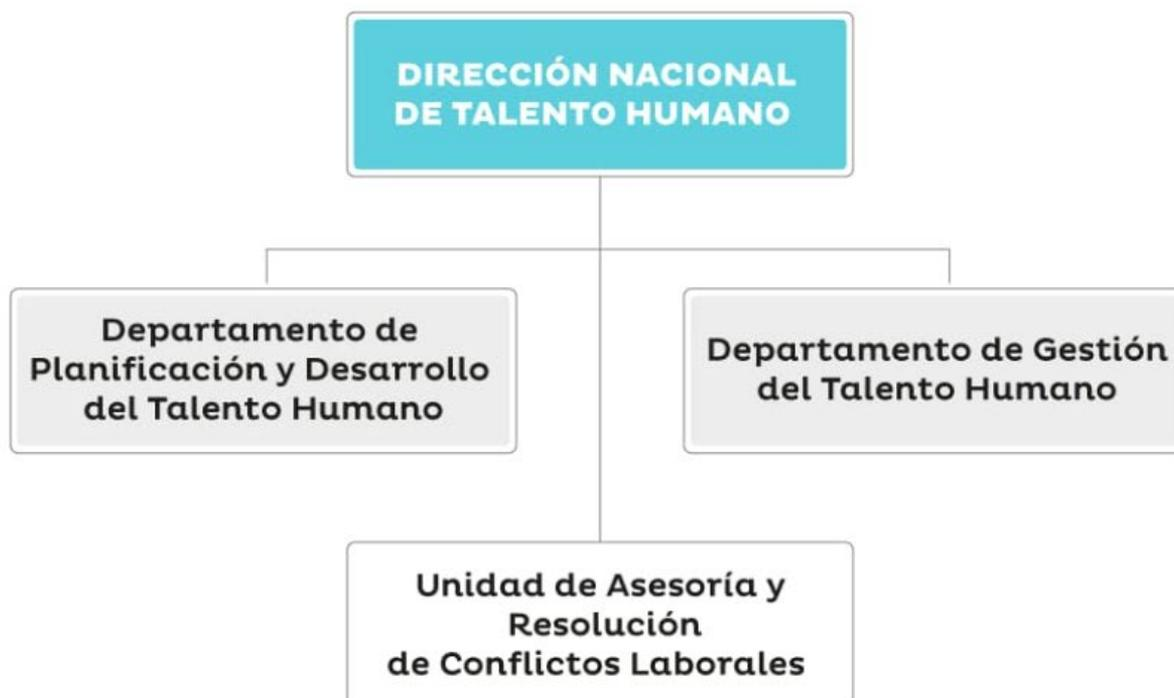 DIRECCIÓN NACIONAL
DE TALENTO HUMANO
Departamento de
Planificación y Desarrollo
del Talento Humano
Departamento de Gestión
del Talento Humano
Unidad de Asesoría y
Resolución
de Conflictos Laborales